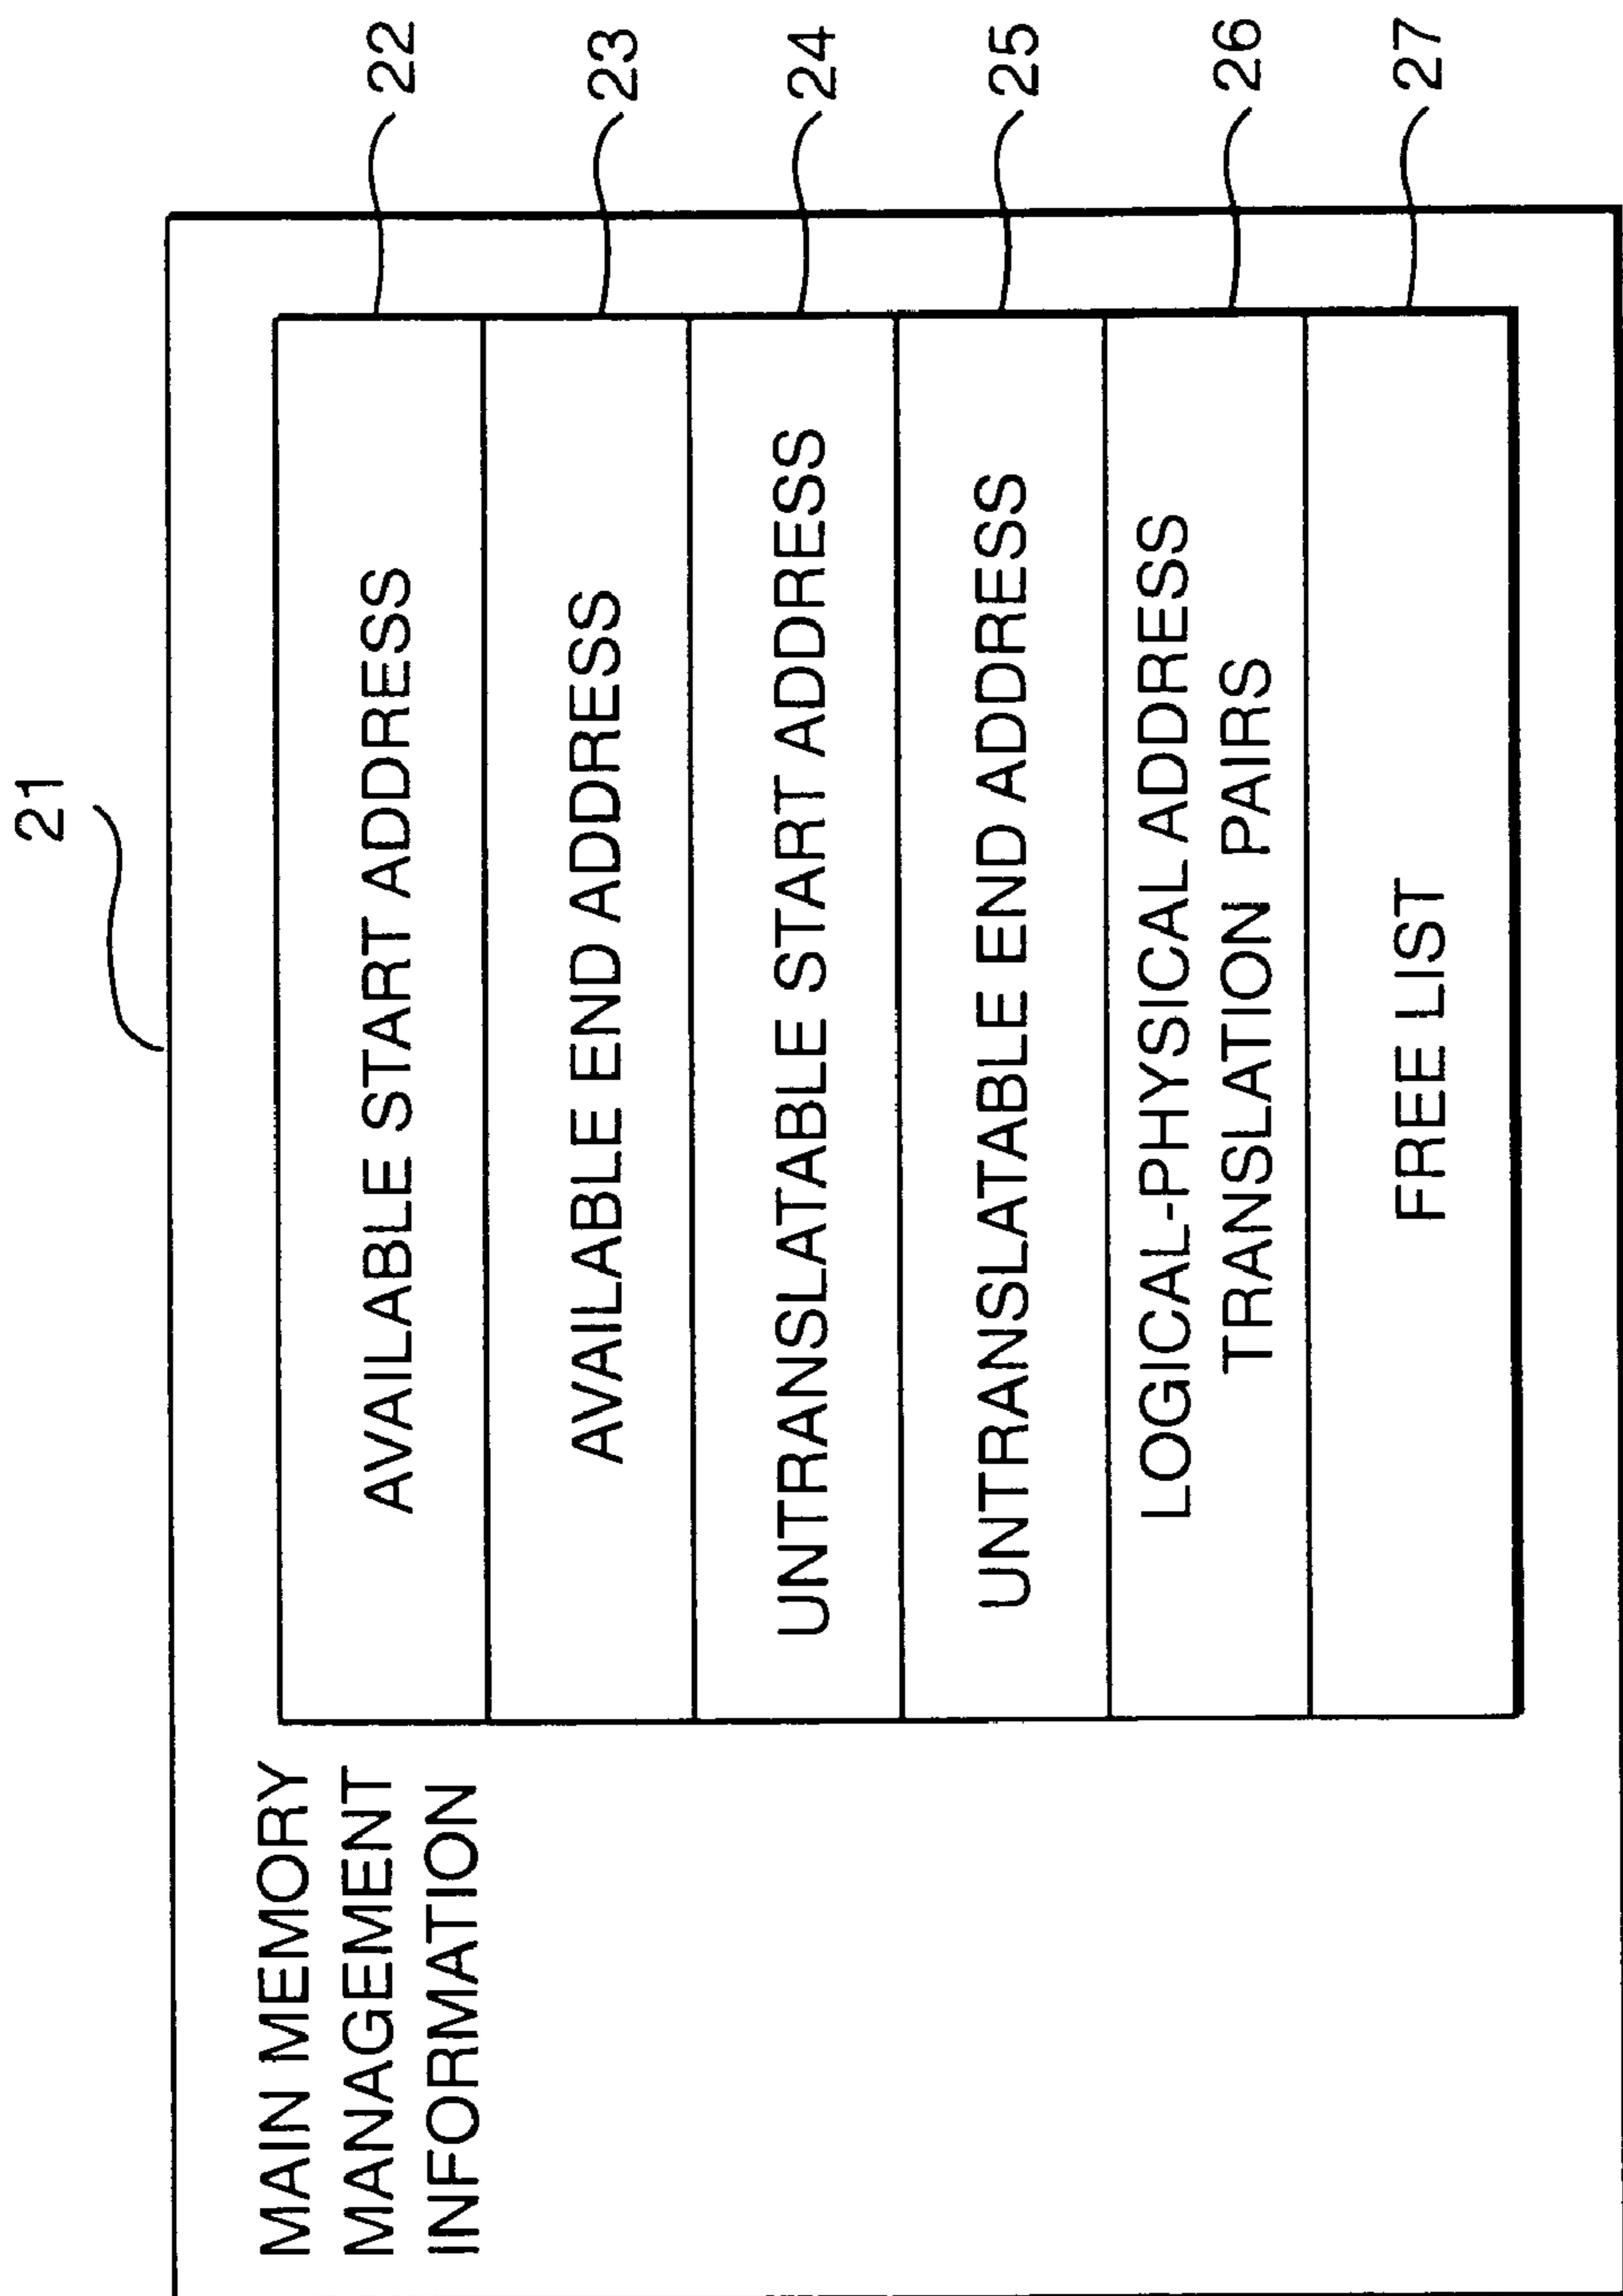 21
MAIN MEMORY
MANAGEMENT
INFORMATION
AVAILABLE START ADDRESS
22
AVAILABLE END ADDRESS
23
UNTRANSLATABLE START ADDRESS
24
UNTRANSLATABLE END ADDRESS
25
LOGICAL-PHYSICAL ADDRESS
TRANSLATION PAIRS
26
FREE LIST
27